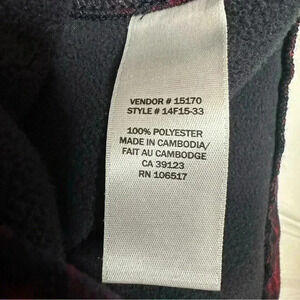 VENDOR # 15170
STYLE # 14F15-33
100% POLYESTER
MADE IN CAMBODIA/
FAIT AU CAMBODGE
CA 39123
RN 106517